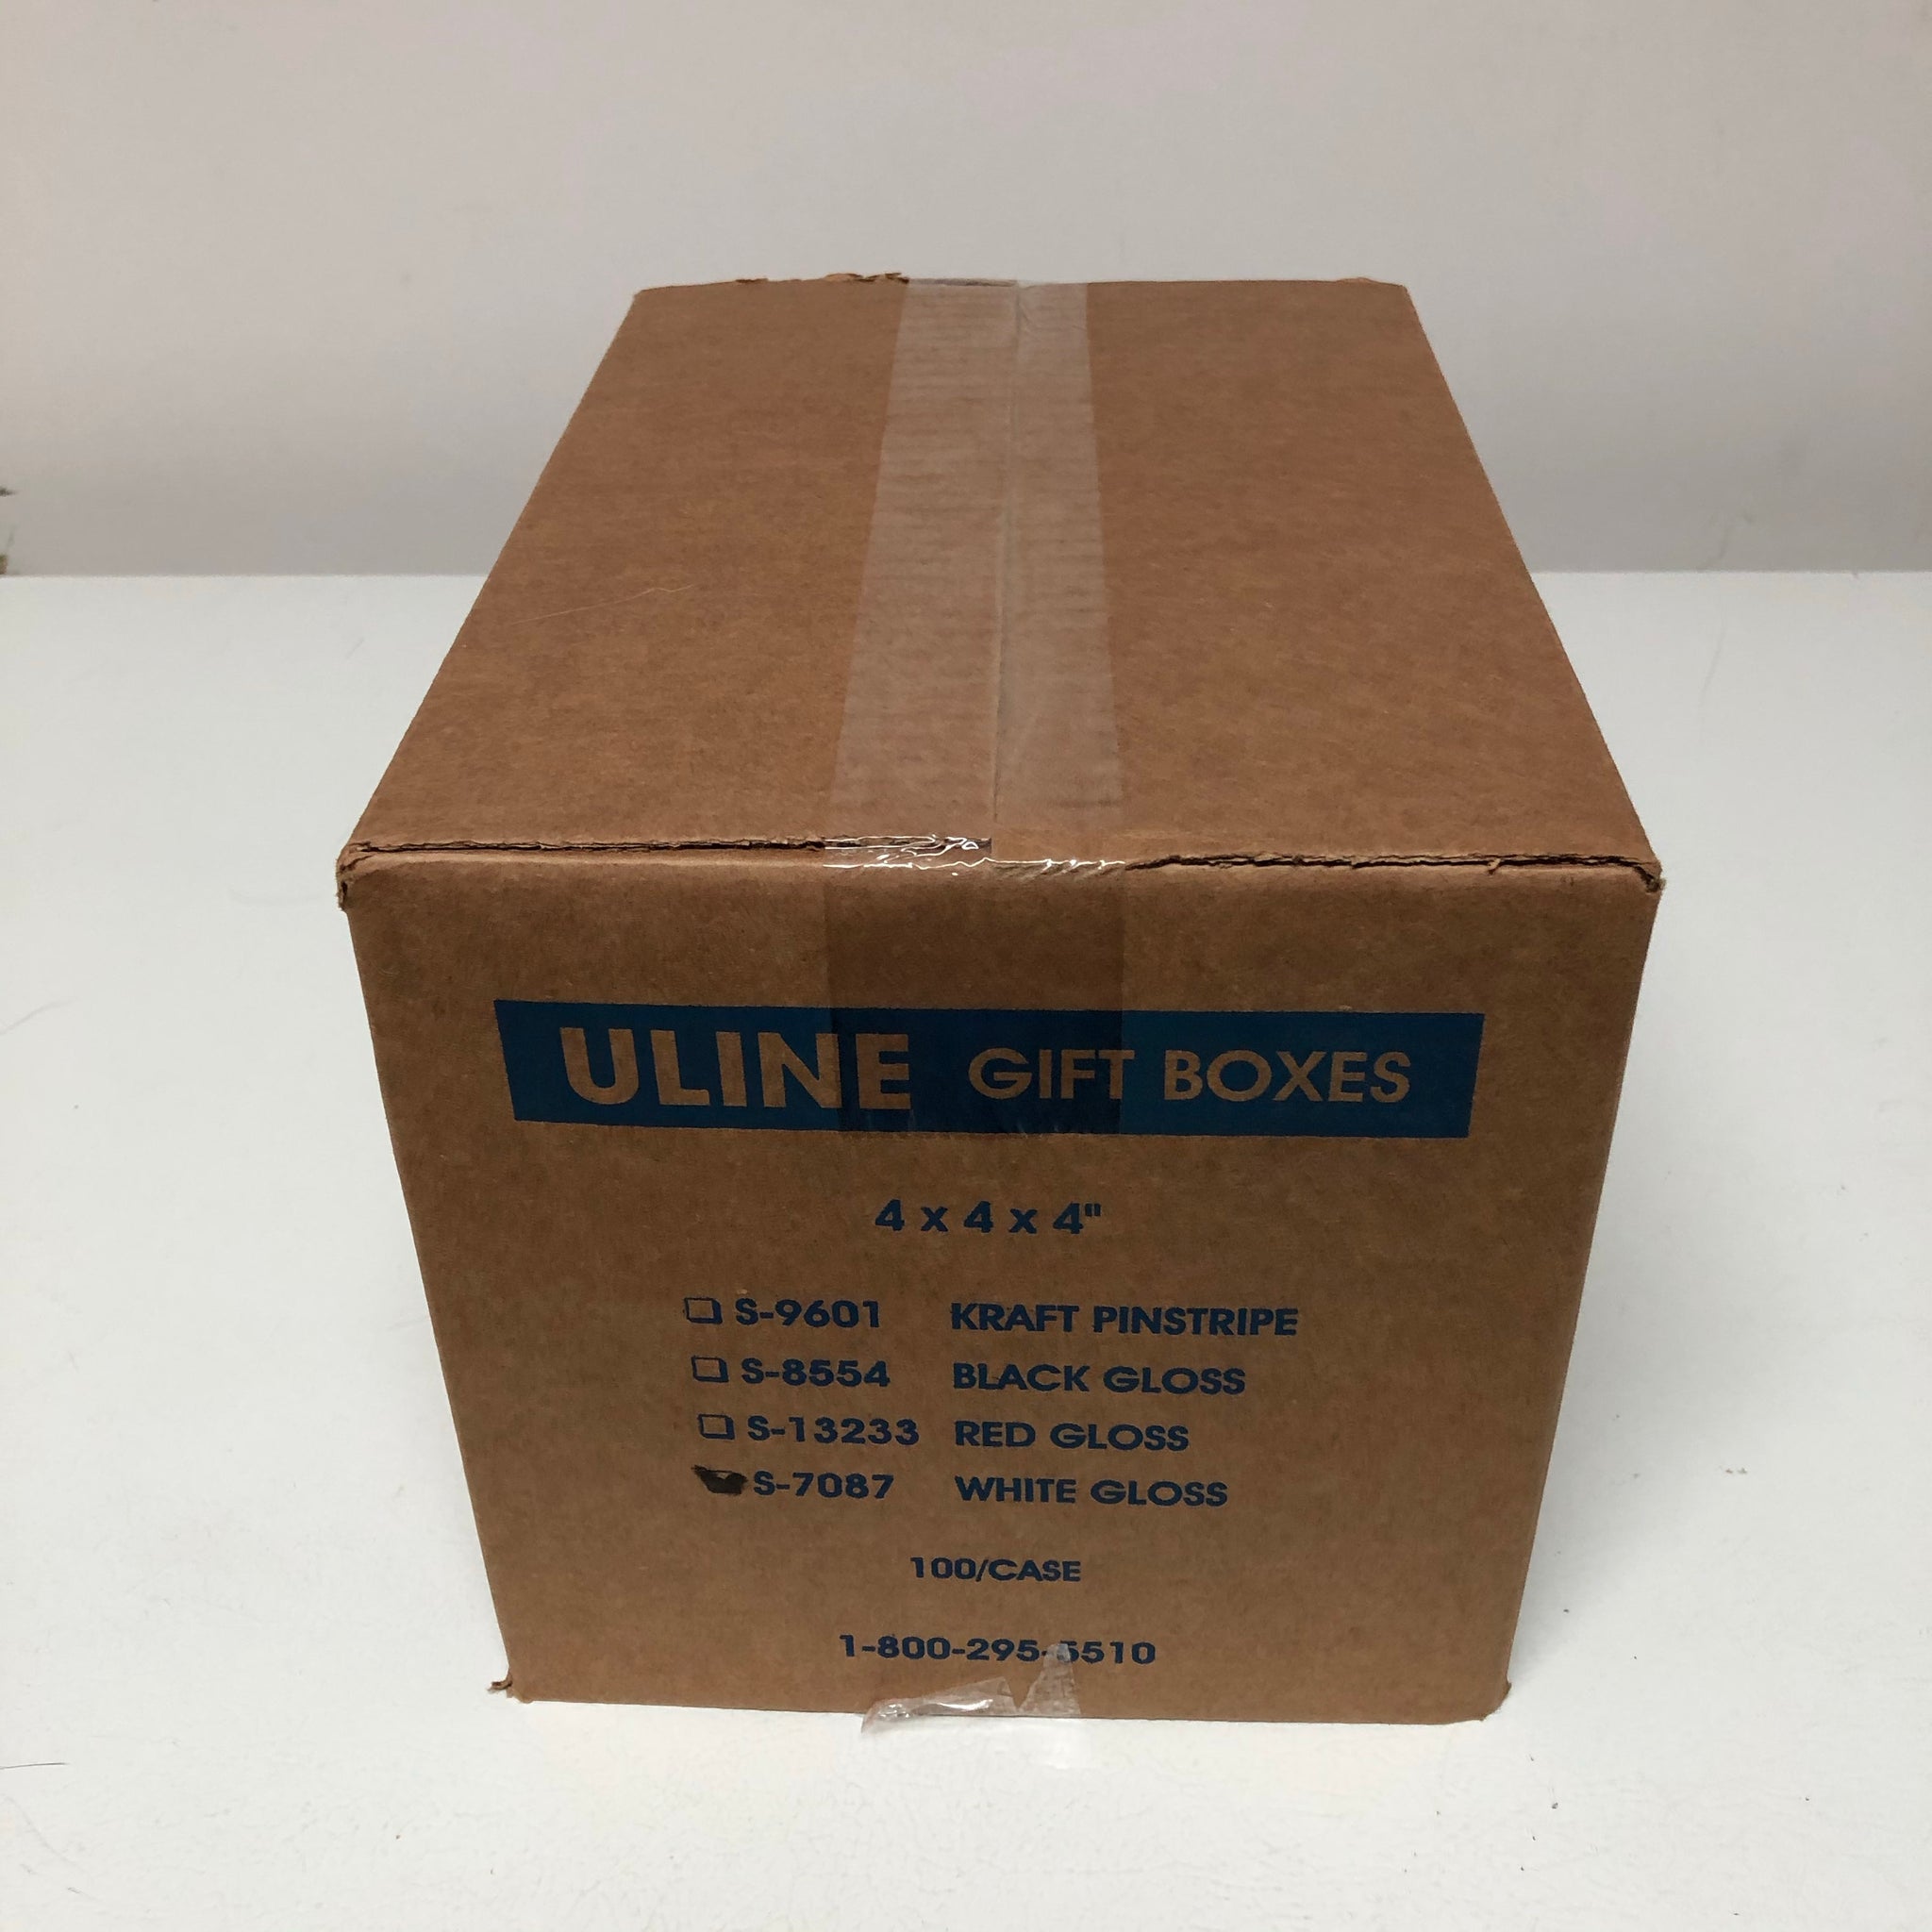 ULINE GIFT BOXES
4 x 4 x 4"
S-9601 KRAFT PINSTRIPE
S-8554 BLACK GLOSS
S-13233 RED GLOSS
S-7087 WHITE GLOSS
100/CASE
1-800-295-5510